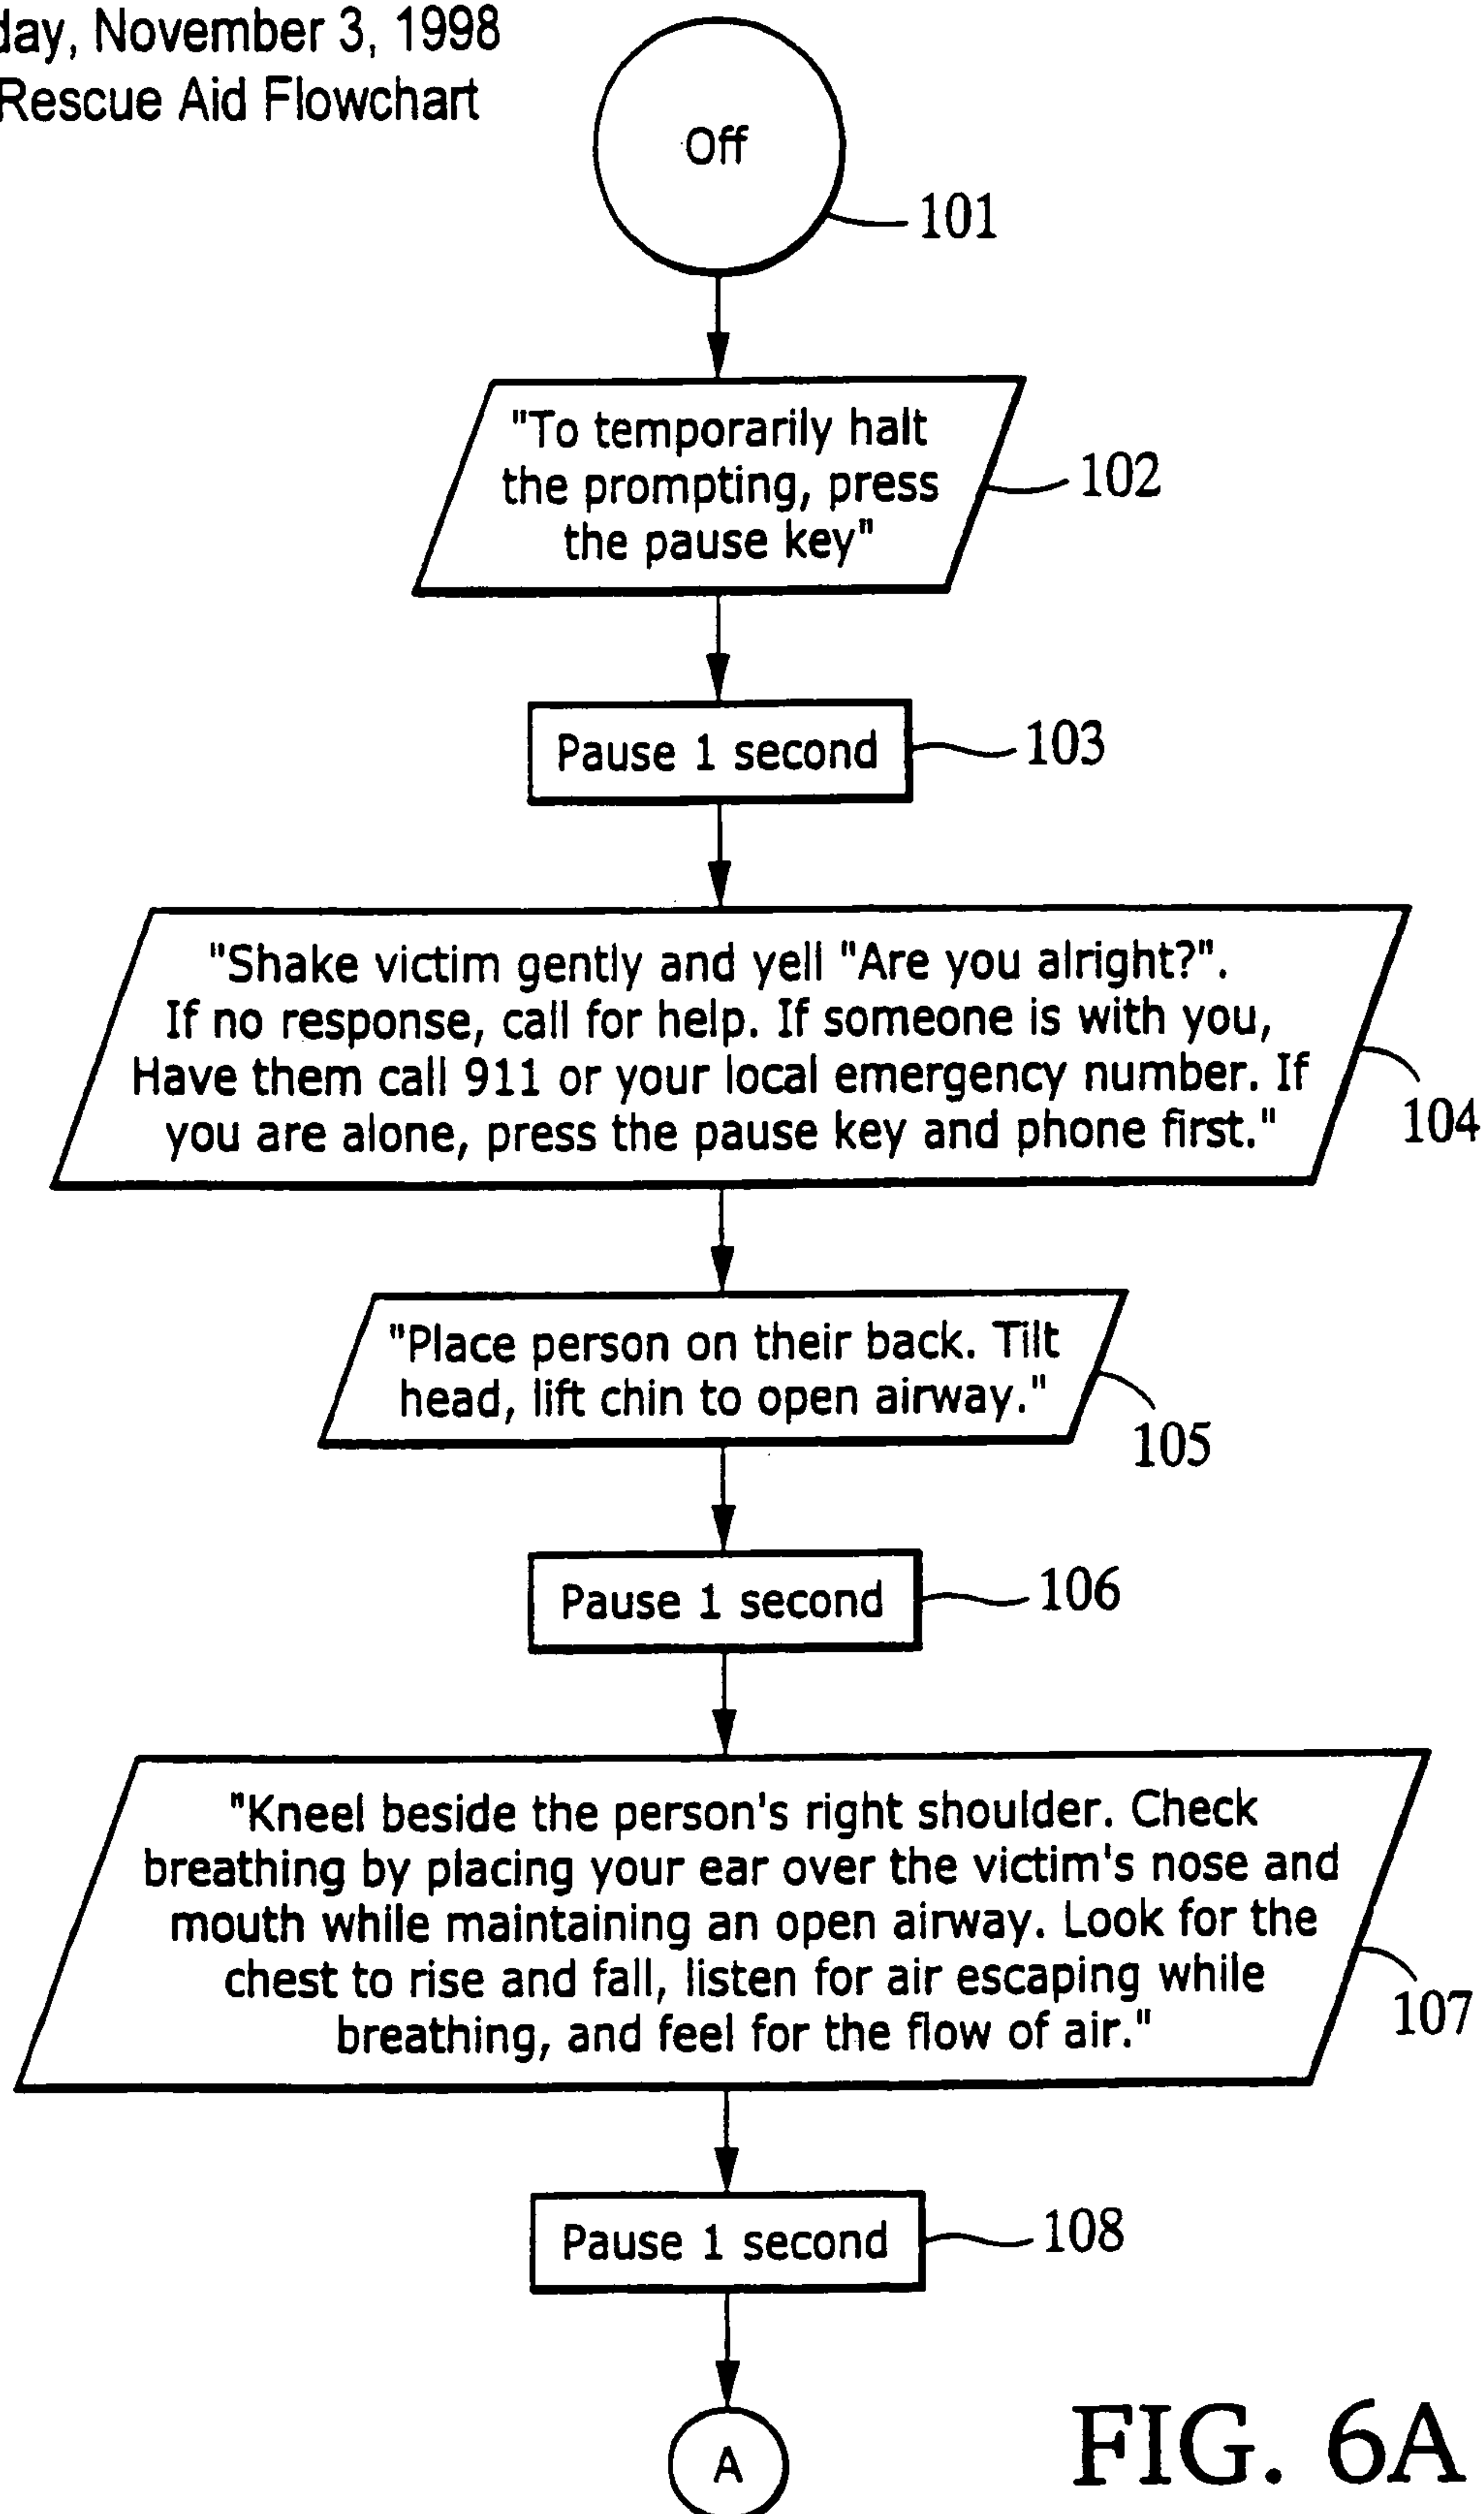 day, November 3, 1998
Rescue Aid Flowchart
Off
101
"To temporarily halt
the prompting, press
the pause key"
102
Pause 1 second
103
"Shake victim gently and yell "Are you alright?".
If no response, call for help. If someone is with you,
Have them call 911 or your local emergency number. If
you are alone, press the pause key and phone first."
104
"Place person on their back. Tilt
head, lift chin to open airway."
105
Pause 1 second
106
"Kneel beside the person's right shoulder. Check
breathing by placing your ear over the victim's nose and
mouth while maintaining an open airway. Look for the
chest to rise and fall, listen for air escaping while
breathing, and feel for the flow of air."
107
Pause 1 second
108
A
FIG. 6A